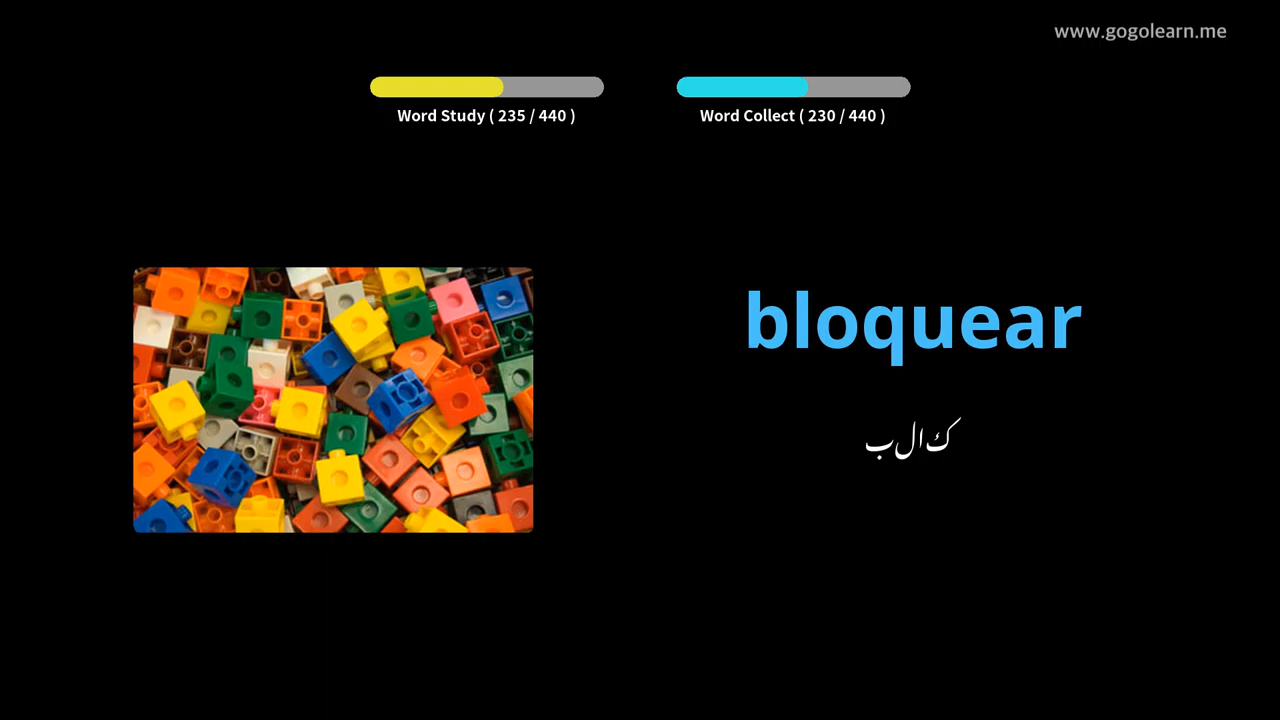 www.gogolearn.me
Word Study ( 235 / 440 )
Word Collect ( 230 / 440 )
bloquear
ک ال ب